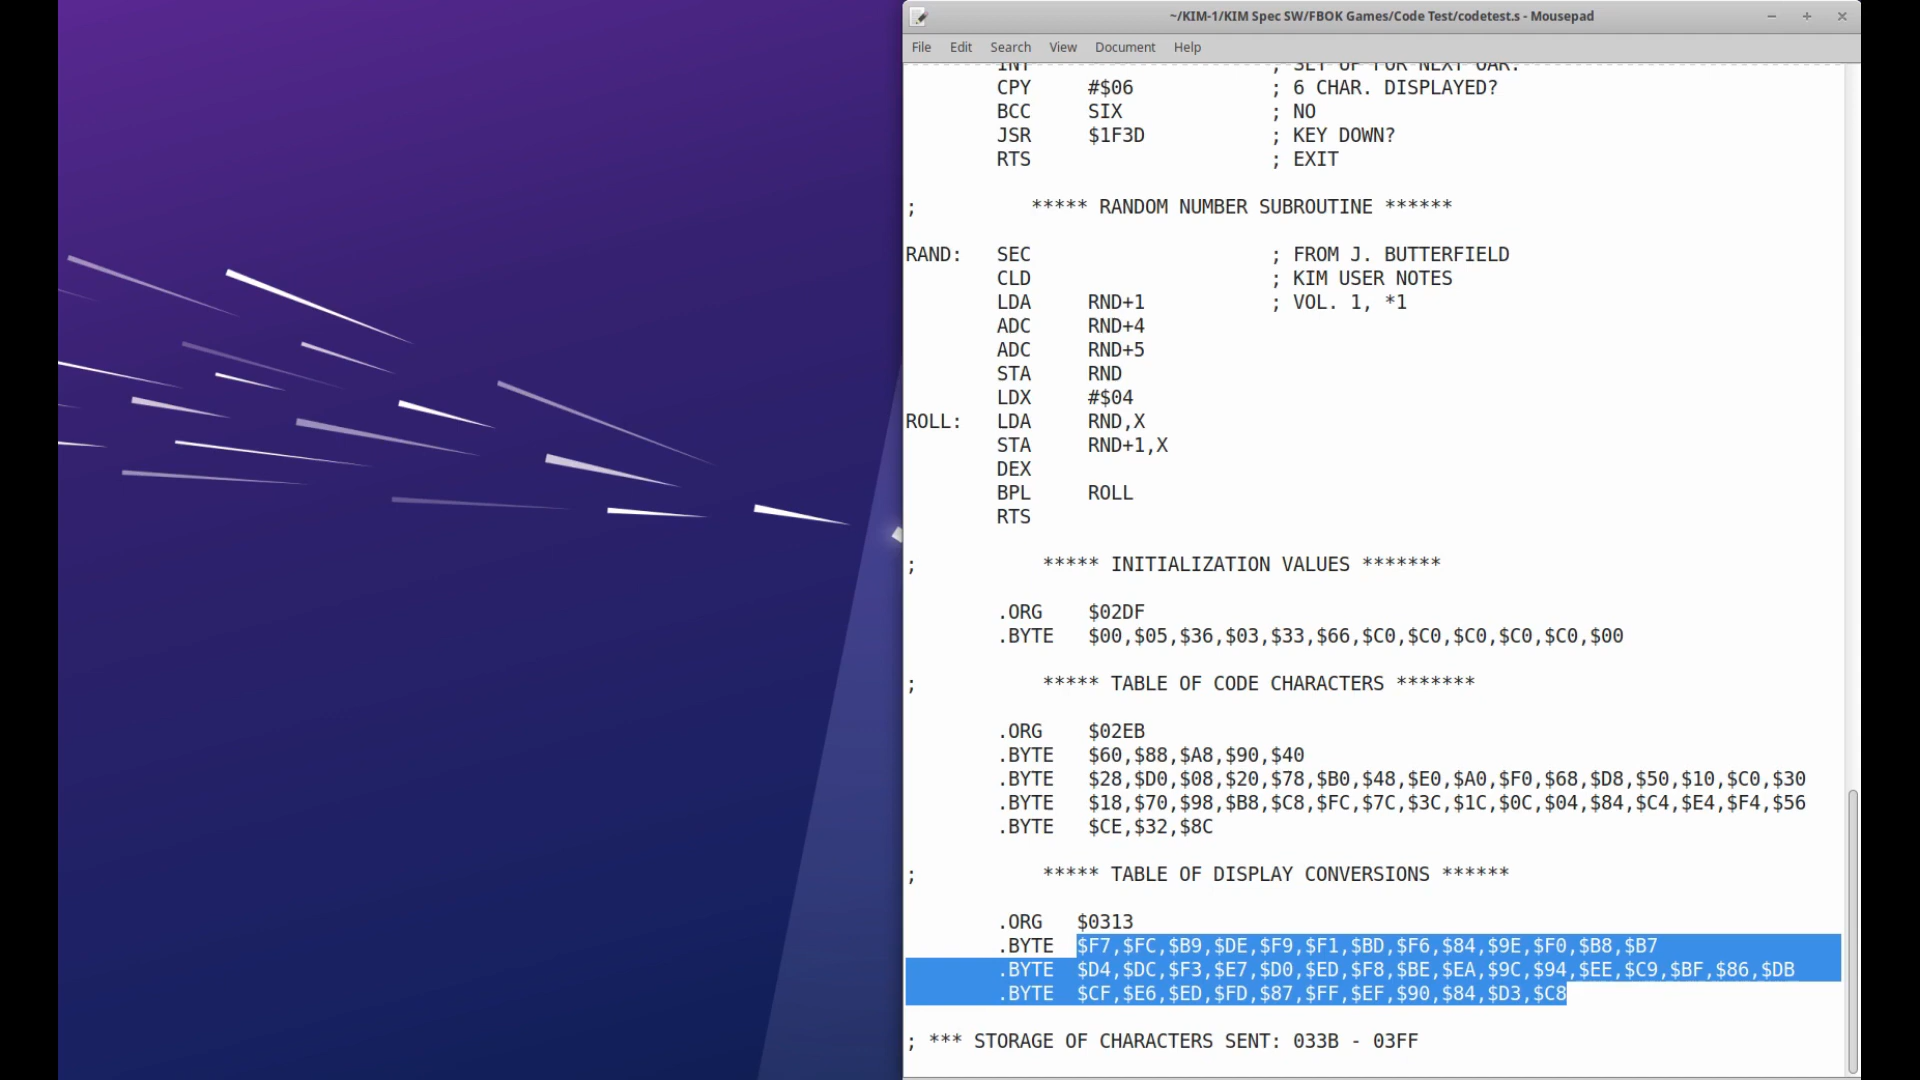 ~/KIM-1/KIM Spec SW/FBOK Games/Code Test/codetest.s - Mousepad
File Edit Search View Document Help
INY ; SET UP FOR NEXT CAR.
CPY #$06 ; 6 CHAR. DISPLAYED?
BCC SIX ; NO
JSR $1F3D ; KEY DOWN?
RTS ; EXIT
; ***** RANDOM NUMBER SUBROUTINE ******
RAND: SEC ; FROM J. BUTTERFIELD
CLD ; KIM USER NOTES
LDA RND+1 ; VOL. 1, *1
ADC RND+4
ADC RND+5
STA RND
LDX #$04
ROLL: LDA RND,X
STA RND+1,X
DEX
BPL ROLL
RTS
; ***** INITIALIZATION VALUES *******
.ORG $02DF
.BYTE $00,$05,$36,$03,$33,$66,$C0,$C0,$C0,$C0,$C0,$00
; ***** TABLE OF CODE CHARACTERS *******
.ORG $02EB
.BYTE $60,$88,$A8,$90,$40
.BYTE $28,$D0,$08,$20,$78,$B0,$48,$E0,$A0,$F0,$68,$D8,$50,$10,$C0,$30
.BYTE $18,$70,$98,$B8,$C8,$FC,$7C,$3C,$1C,$0C,$04,$84,$C4,$E4,$F4,$56
.BYTE $CE,$32,$8C
; ***** TABLE OF DISPLAY CONVERSIONS ******
.ORG $0313
.BYTE $F7,$FC,$B9,$DE,$F9,$F1,$BD,$F6,$84,$9E,$F0,$B8,$B7
.BYTE $D4,$DC,$F3,$E7,$D0,$ED,$F8,$BE,$EA,$9C,$94,$EE,$C9,$BF,$86,$DB
.BYTE $CF,$E6,$ED,$FD,$87,$FF,$EF,$90,$84,$D3,$C8
; *** STORAGE OF CHARACTERS SENT: 033B - 03FF